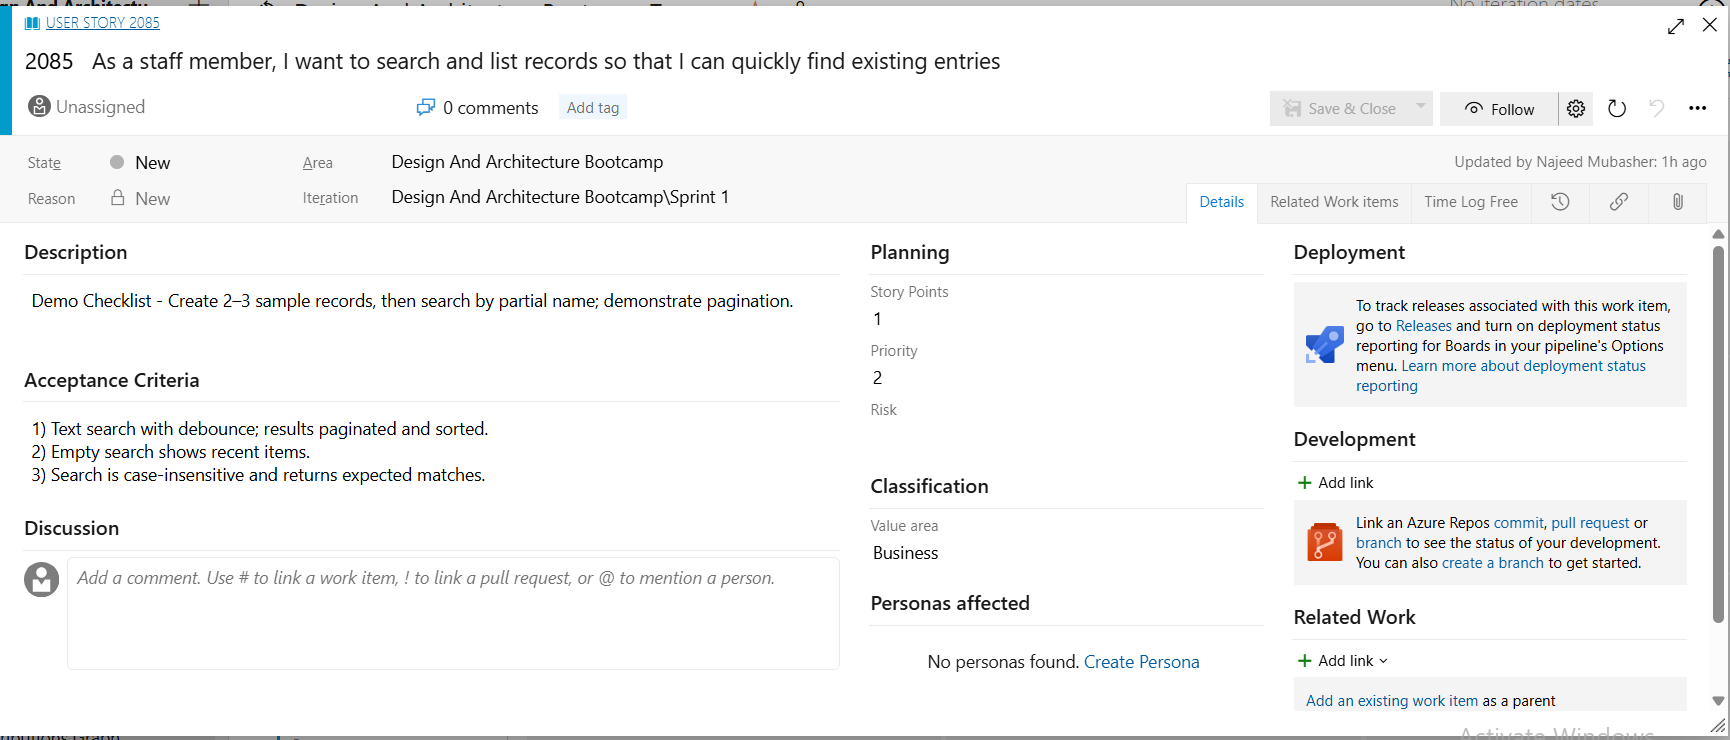 USER STORY 2085
2085 As a staff member, I want to search and list records so that I can quickly find existing entries
Unassigned
0 comments
Add tag
Save & Close
Follow
State
New
Area
Design And Architecture Bootcamp
Updated by Najeed Mubasher: 1h ago
Reason
New
Iteration
Design And Architecture Bootcamp\Sprint 1
Details
Related Work items
Time Log Free
Description
Demo Checklist - Create 2–3 sample records, then search by partial name; demonstrate pagination.
Acceptance Criteria
1) Text search with debounce; results paginated and sorted.
2) Empty search shows recent items.
3) Search is case-insensitive and returns expected matches.
Discussion
Add a comment. Use # to link a work item, ! to link a pull request, or @ to mention a person.
Planning
Story Points
1
Priority
2
Risk
Classification
Value area
Business
Personas affected
No personas found. Create Persona
Deployment
To track releases associated with this work item,
go to Releases and turn on deployment status
reporting for Boards in your pipeline's Options
menu. Learn more about deployment status
reporting
Development
+ Add link
Link an Azure Repos commit, pull request or
branch to see the status of your development.
You can also create a branch to get started.
Related Work
+ Add link
Add an existing work item as a parent